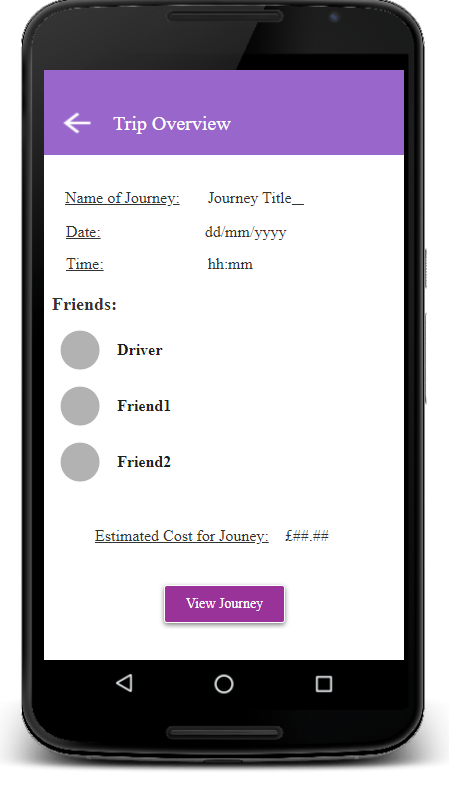 Trip Overview
Name of Journey: Journey Title__
Date: dd/mm/yyyy
Time: hh:mm
Friends:
Driver
Friend1
Friend2
Estimated Cost for Jouney: £##.##
View Journey